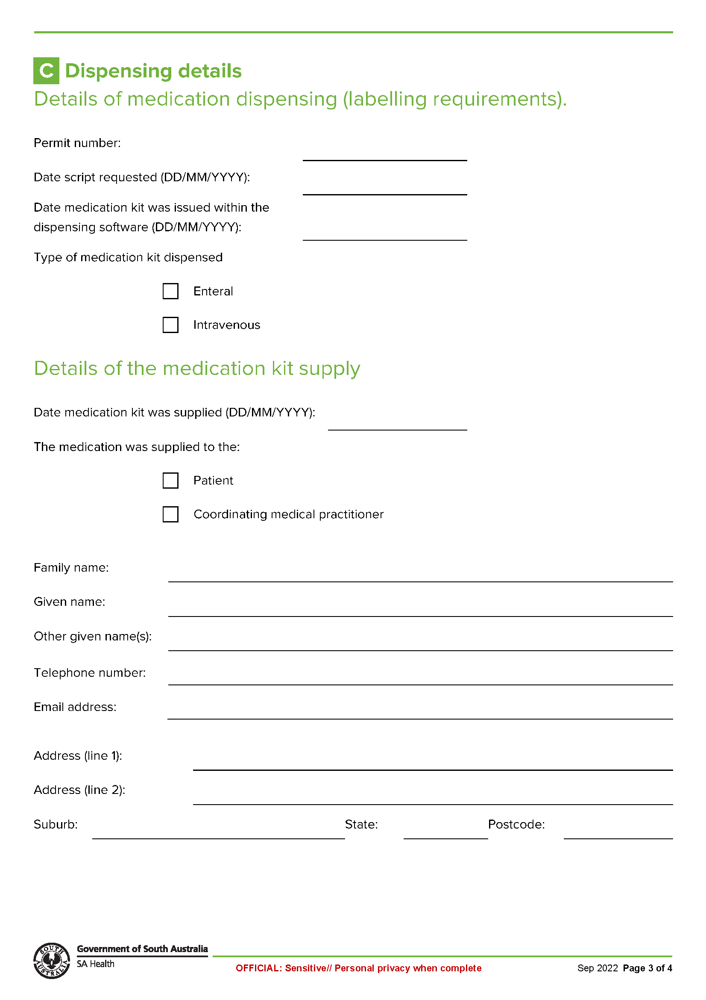 C Dispensing details
Details of medication dispensing (labelling requirements).
Permit number:
Date script requested (DD/MM/YYYY):
Date medication kit was issued within the
dispensing software (DD/MM/YYYY):
Type of medication kit dispensed
Enteral
Intravenous
Details of the medication kit supply
Date medication kit was supplied (DD/MM/YYYY):
The medication was supplied to the:
Patient
Coordinating medical practitioner
Family name:
Given name:
Other given name(s):
Telephone number:
Email address:
Address (line 1):
Address (line 2):
Suburb: State: Postcode:
SOUTH AUSTRALIA
Government of South Australia
SA Health
OFFICIAL: Sensitive// Personal privacy when complete Sep 2022 Page 3 of 4